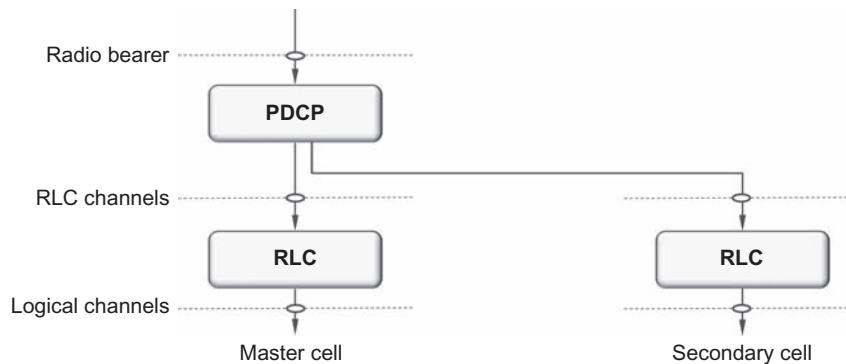 Radio bearer
PDCP
RLC channels
RLC
RLC
Logical channels
Master cell
Secondary cell